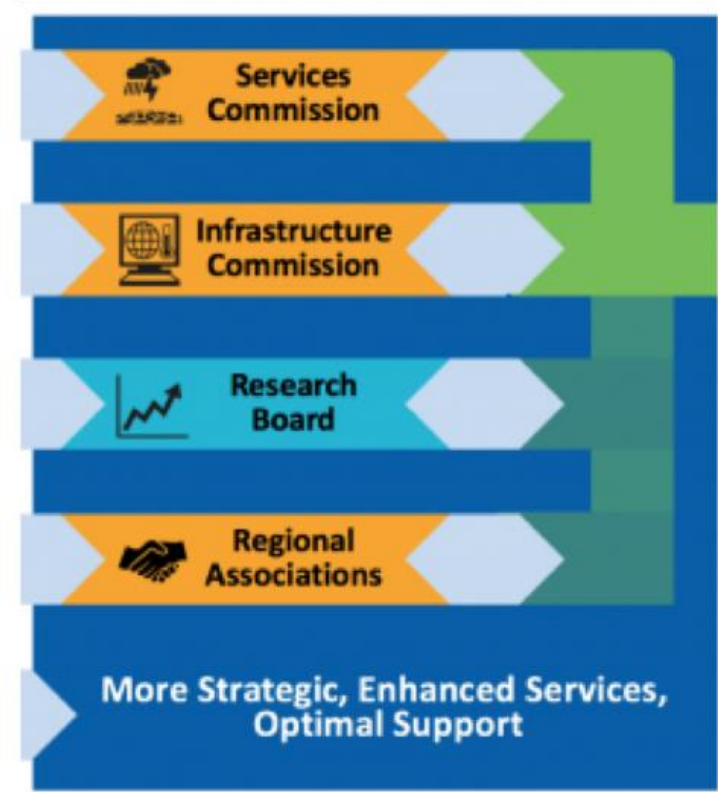 Services
Commission
Infrastructure
Commission
Research
Board
Regional
Associations
More Strategic, Enhanced Services,
Optimal Support